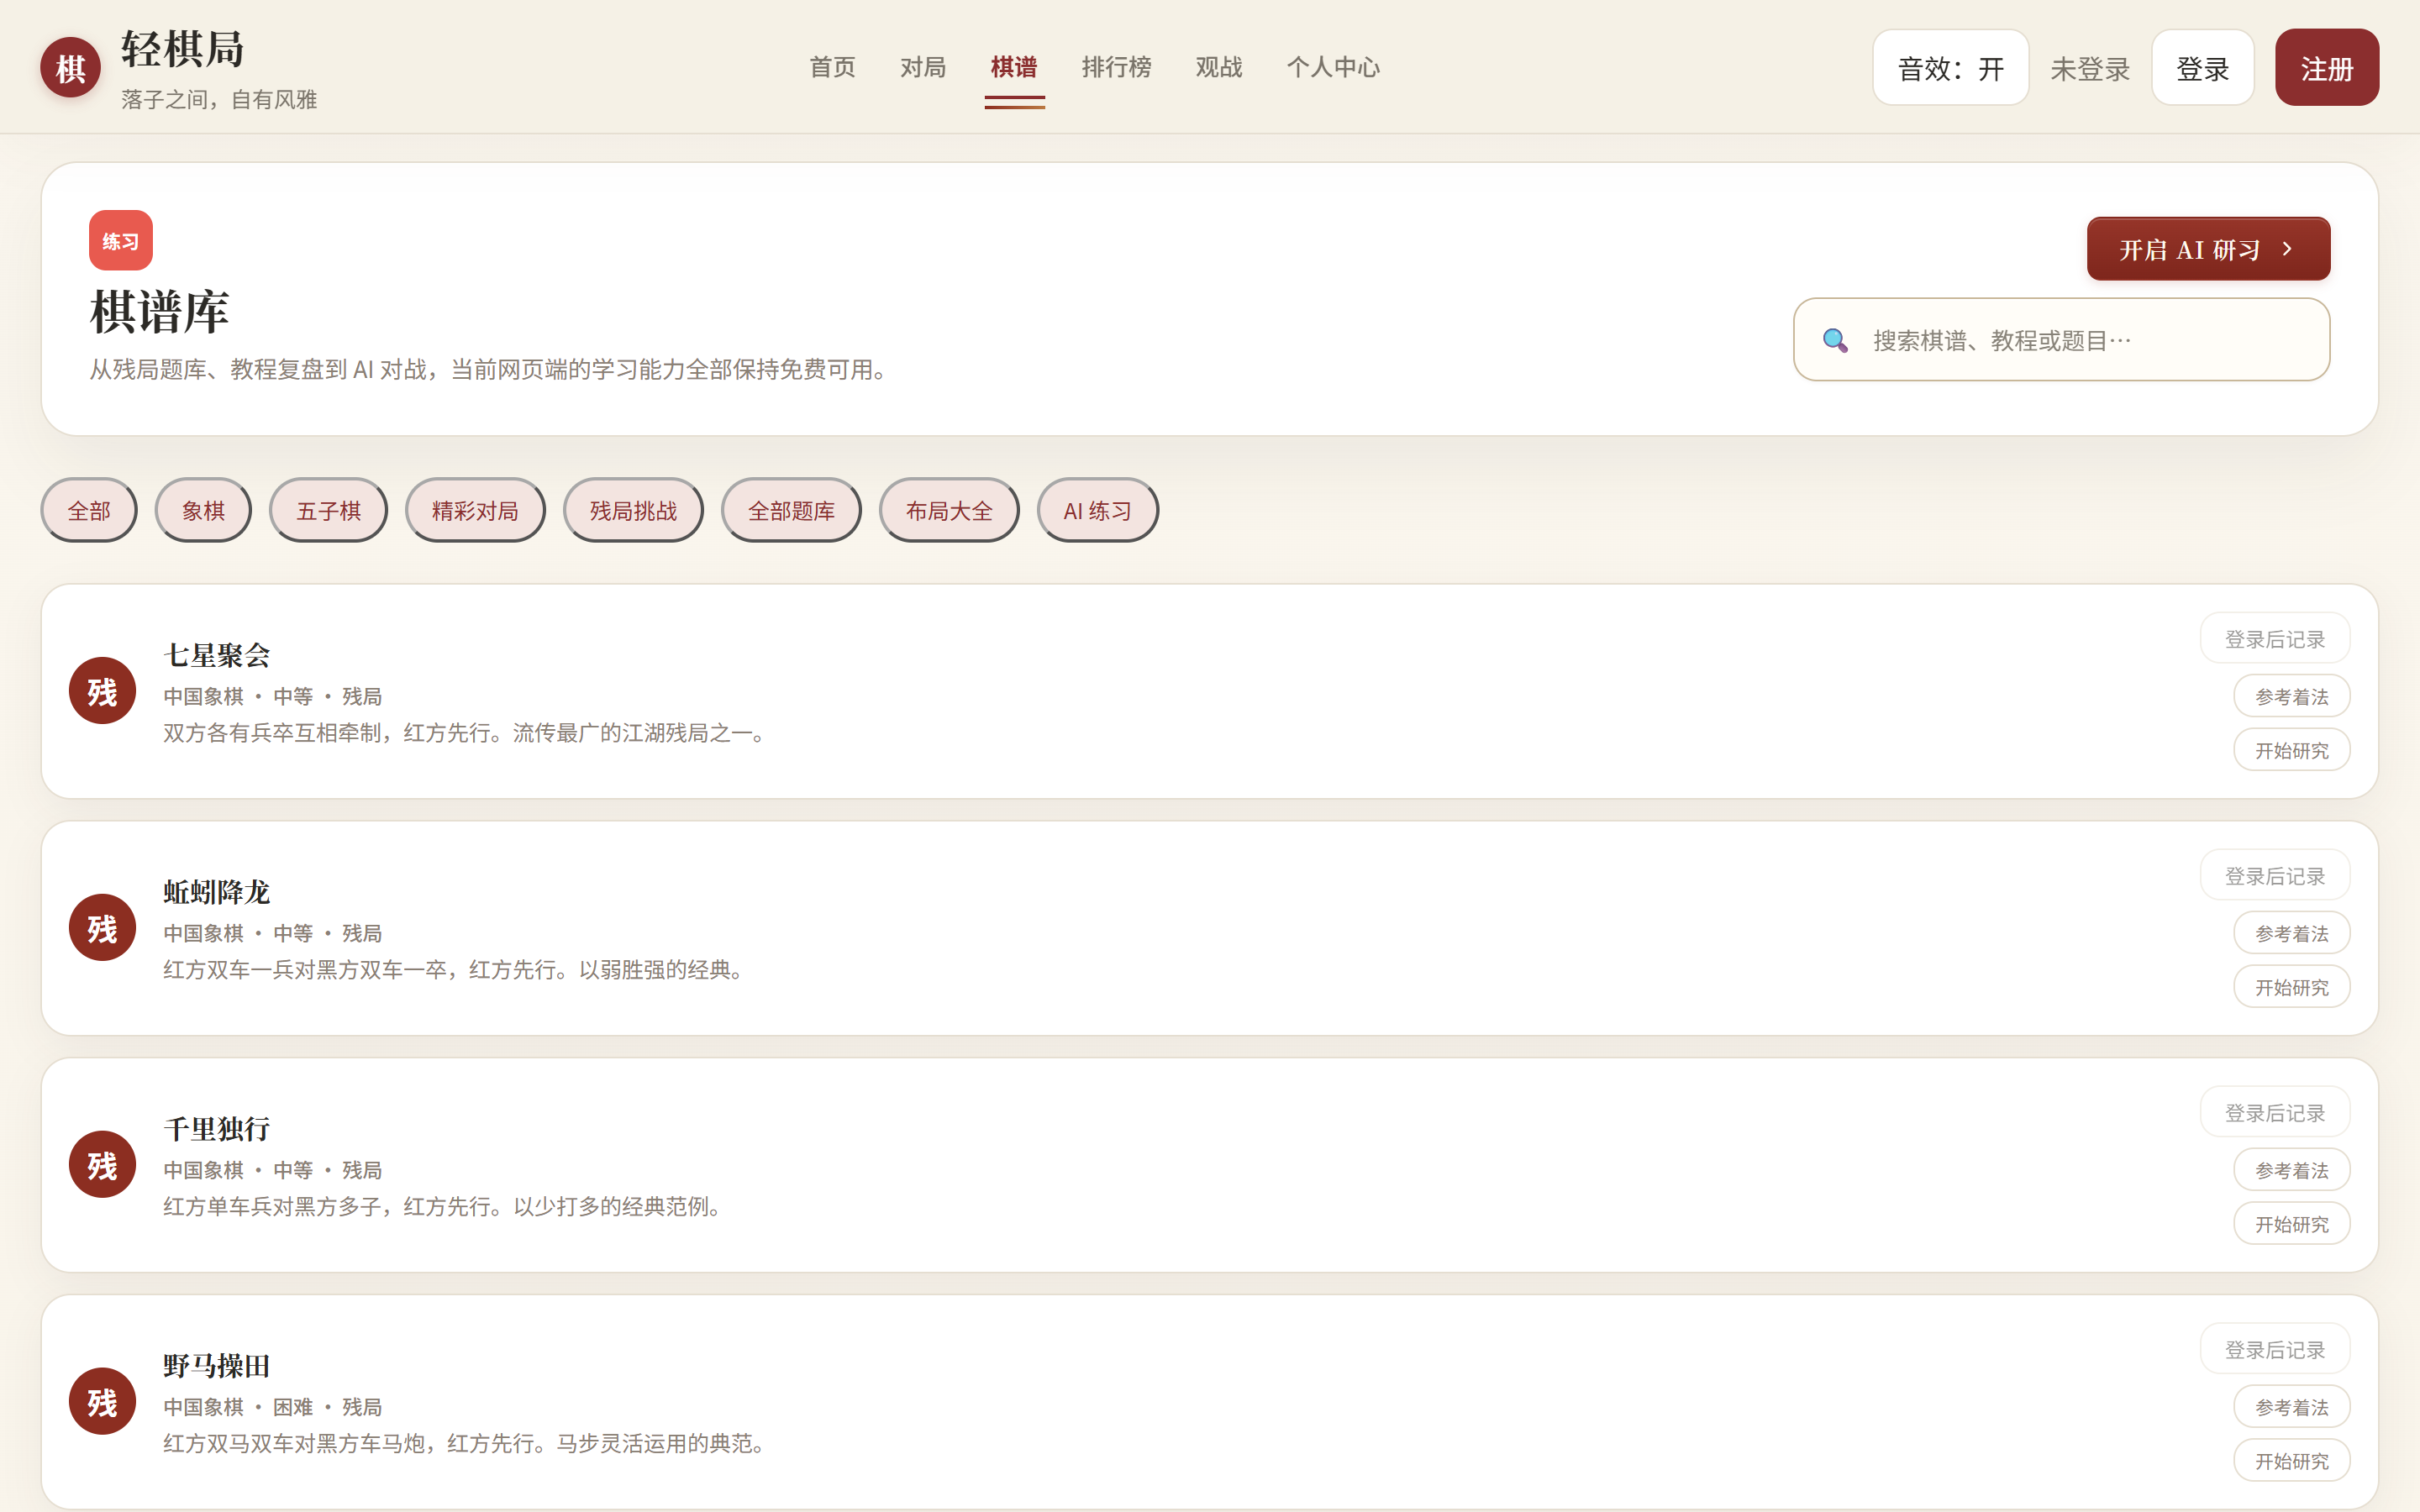 棋
轻棋局
落子之间，自有风雅
首页
对局
棋谱
排行榜
观战
个人中心
音效：开
未登录
登录
注册
练习
棋谱库
从残局题库、教程复盘到 AI 对战，当前网页端的学习能力全部保持免费可用。
开启 AI 研习
搜索棋谱、教程或题目…
全部
象棋
五子棋
精彩对局
残局挑战
全部题库
布局大全
AI 练习
残
七星聚会
中国象棋 · 中等 · 残局
双方各有兵卒互相牵制，红方先行。流传最广的江湖残局之一。
登录后记录
参考着法
开始研究
残
蚯蚓降龙
中国象棋 · 中等 · 残局
红方双车一兵对黑方双车一卒，红方先行。以弱胜强的经典。
登录后记录
参考着法
开始研究
残
千里独行
中国象棋 · 中等 · 残局
红方单车兵对黑方多子，红方先行。以少打多的经典范例。
登录后记录
参考着法
开始研究
残
野马操田
中国象棋 · 困难 · 残局
红方双马双车对黑方车马炮，红方先行。马步灵活运用的典范。
登录后记录
参考着法
开始研究